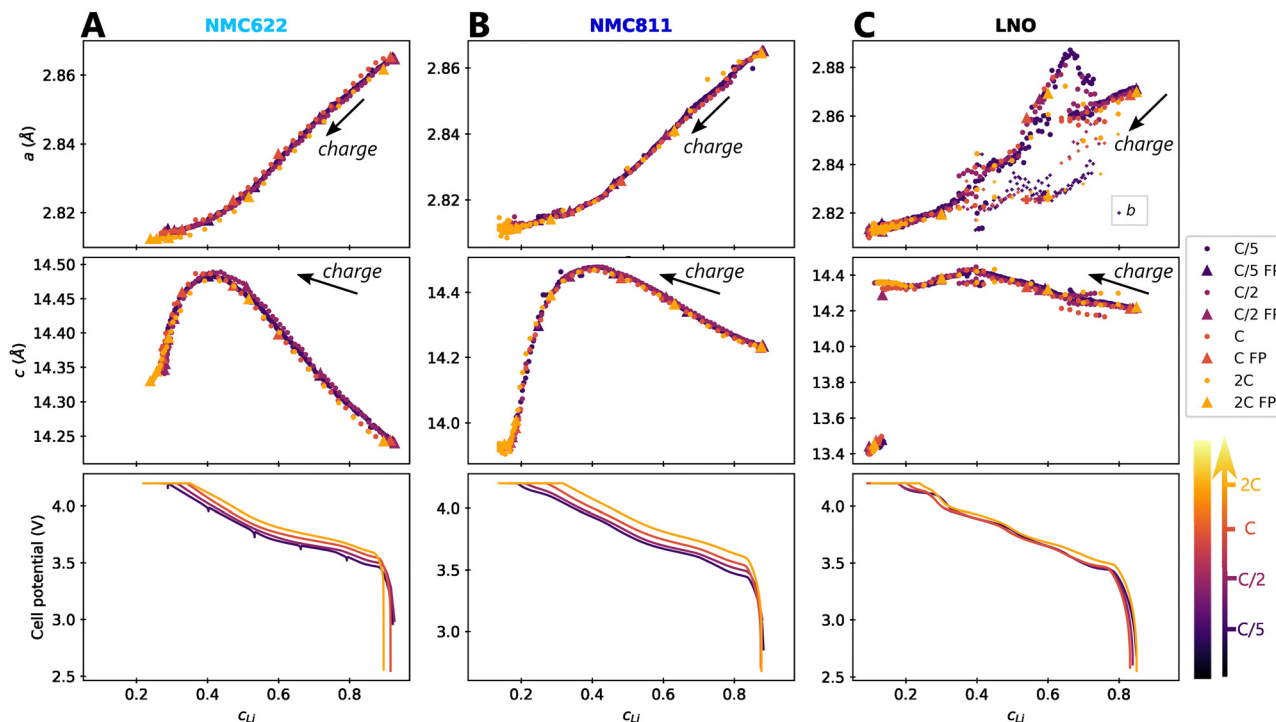 A NMC622
B NMC811
C LNO
a (Å)
2.86
2.84
2.82
charge
2.86
2.84
2.82
2.80
charge
2.88
2.86
2.84
2.82
charge
b
c (Å)
14.50
14.45
14.40
14.35
14.30
14.25
charge
14.4
14.2
14.0
charge
14.4
14.2
14.0
13.8
13.6
13.4
charge
C/5
C/5 FP
C/2
C/2 FP
C
C FP
2C
2C FP
Cell potential (V)
4.0
3.5
3.0
2.5
0.2 0.4 0.6 0.8
cLi
4.0
3.5
3.0
0.2 0.4 0.6 0.8
cLi
4.0
3.5
3.0
2.5
0.2 0.4 0.6 0.8
cLi
2C
C
C/2
C/5